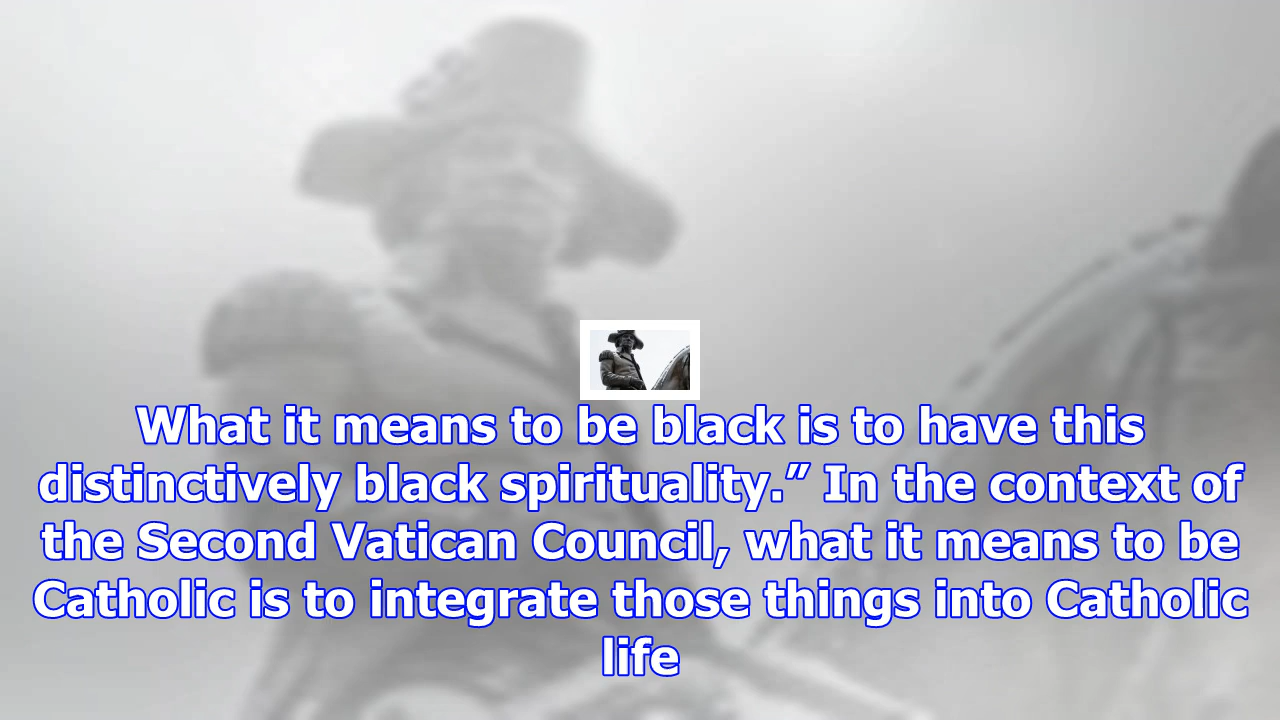 What it means to be black is to have this
distinctively black spirituality.” In the context of
the Second Vatican Council, what it means to be
Catholic is to integrate those things into Catholic
life